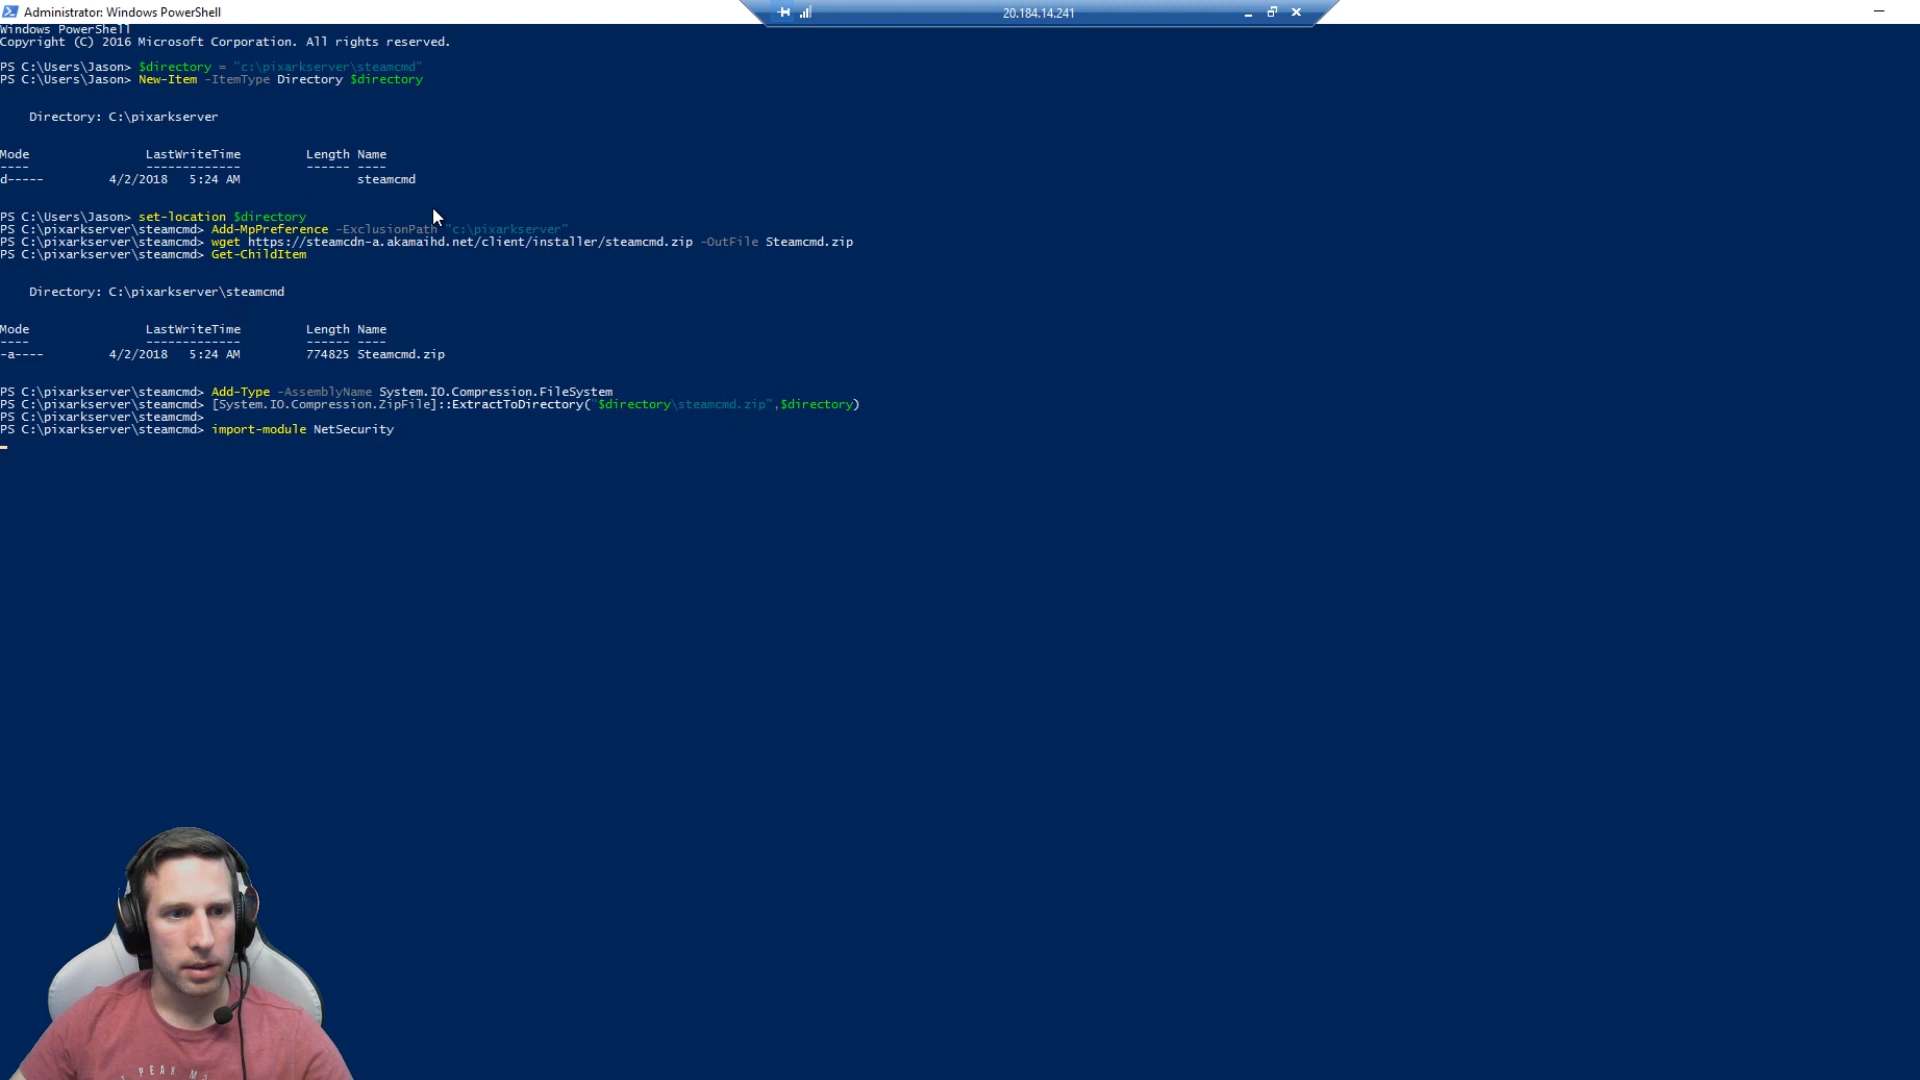 Administrator: Windows PowerShell
20.184.14.241
Windows PowerShell
Copyright (C) 2016 Microsoft Corporation. All rights reserved.
PS C:\Users\Jason> $directory = "c:\pixarkserver\steamcmd"
PS C:\Users\Jason> New-Item -ItemType Directory $directory
Directory: C:\pixarkserver
Mode LastWriteTime Length Name
---- ------------- ------ ----
d----- 4/2/2018 5:24 AM steamcmd
PS C:\Users\Jason> set-location $directory
PS C:\pixarkserver\steamcmd> Add-MpPreference -ExclusionPath "c:\pixarkserver"
PS C:\pixarkserver\steamcmd> wget https://steamcdn-a.akamaihd.net/client/installer/steamcmd.zip -OutFile Steamcmd.zip
PS C:\pixarkserver\steamcmd> Get-ChildItem
Directory: C:\pixarkserver\steamcmd
Mode LastWriteTime Length Name
---- ------------- ------ ----
-a---- 4/2/2018 5:24 AM 774825 Steamcmd.zip
PS C:\pixarkserver\steamcmd> Add-Type -AssemblyName System.IO.Compression.FileSystem
PS C:\pixarkserver\steamcmd> [System.IO.Compression.ZipFile]::ExtractToDirectory("$directory\steamcmd.zip",$directory)
PS C:\pixarkserver\steamcmd>
PS C:\pixarkserver\steamcmd> import-module NetSecurity
PEAK